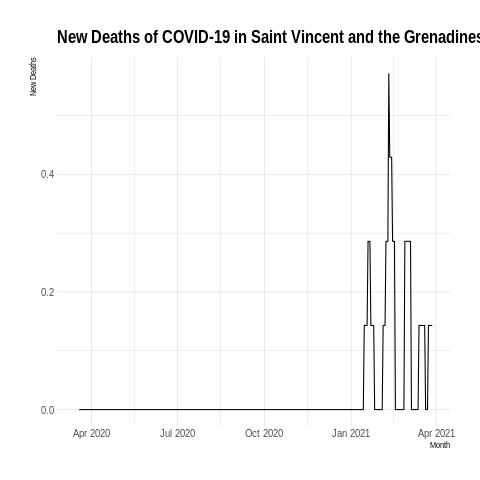 New Deaths of COVID-19 in Saint Vincent and the Grenadines
New Deaths
0.4
0.2
0.0
Apr 2020 Jul 2020 Oct 2020 Jan 2021 Apr 2021
Month